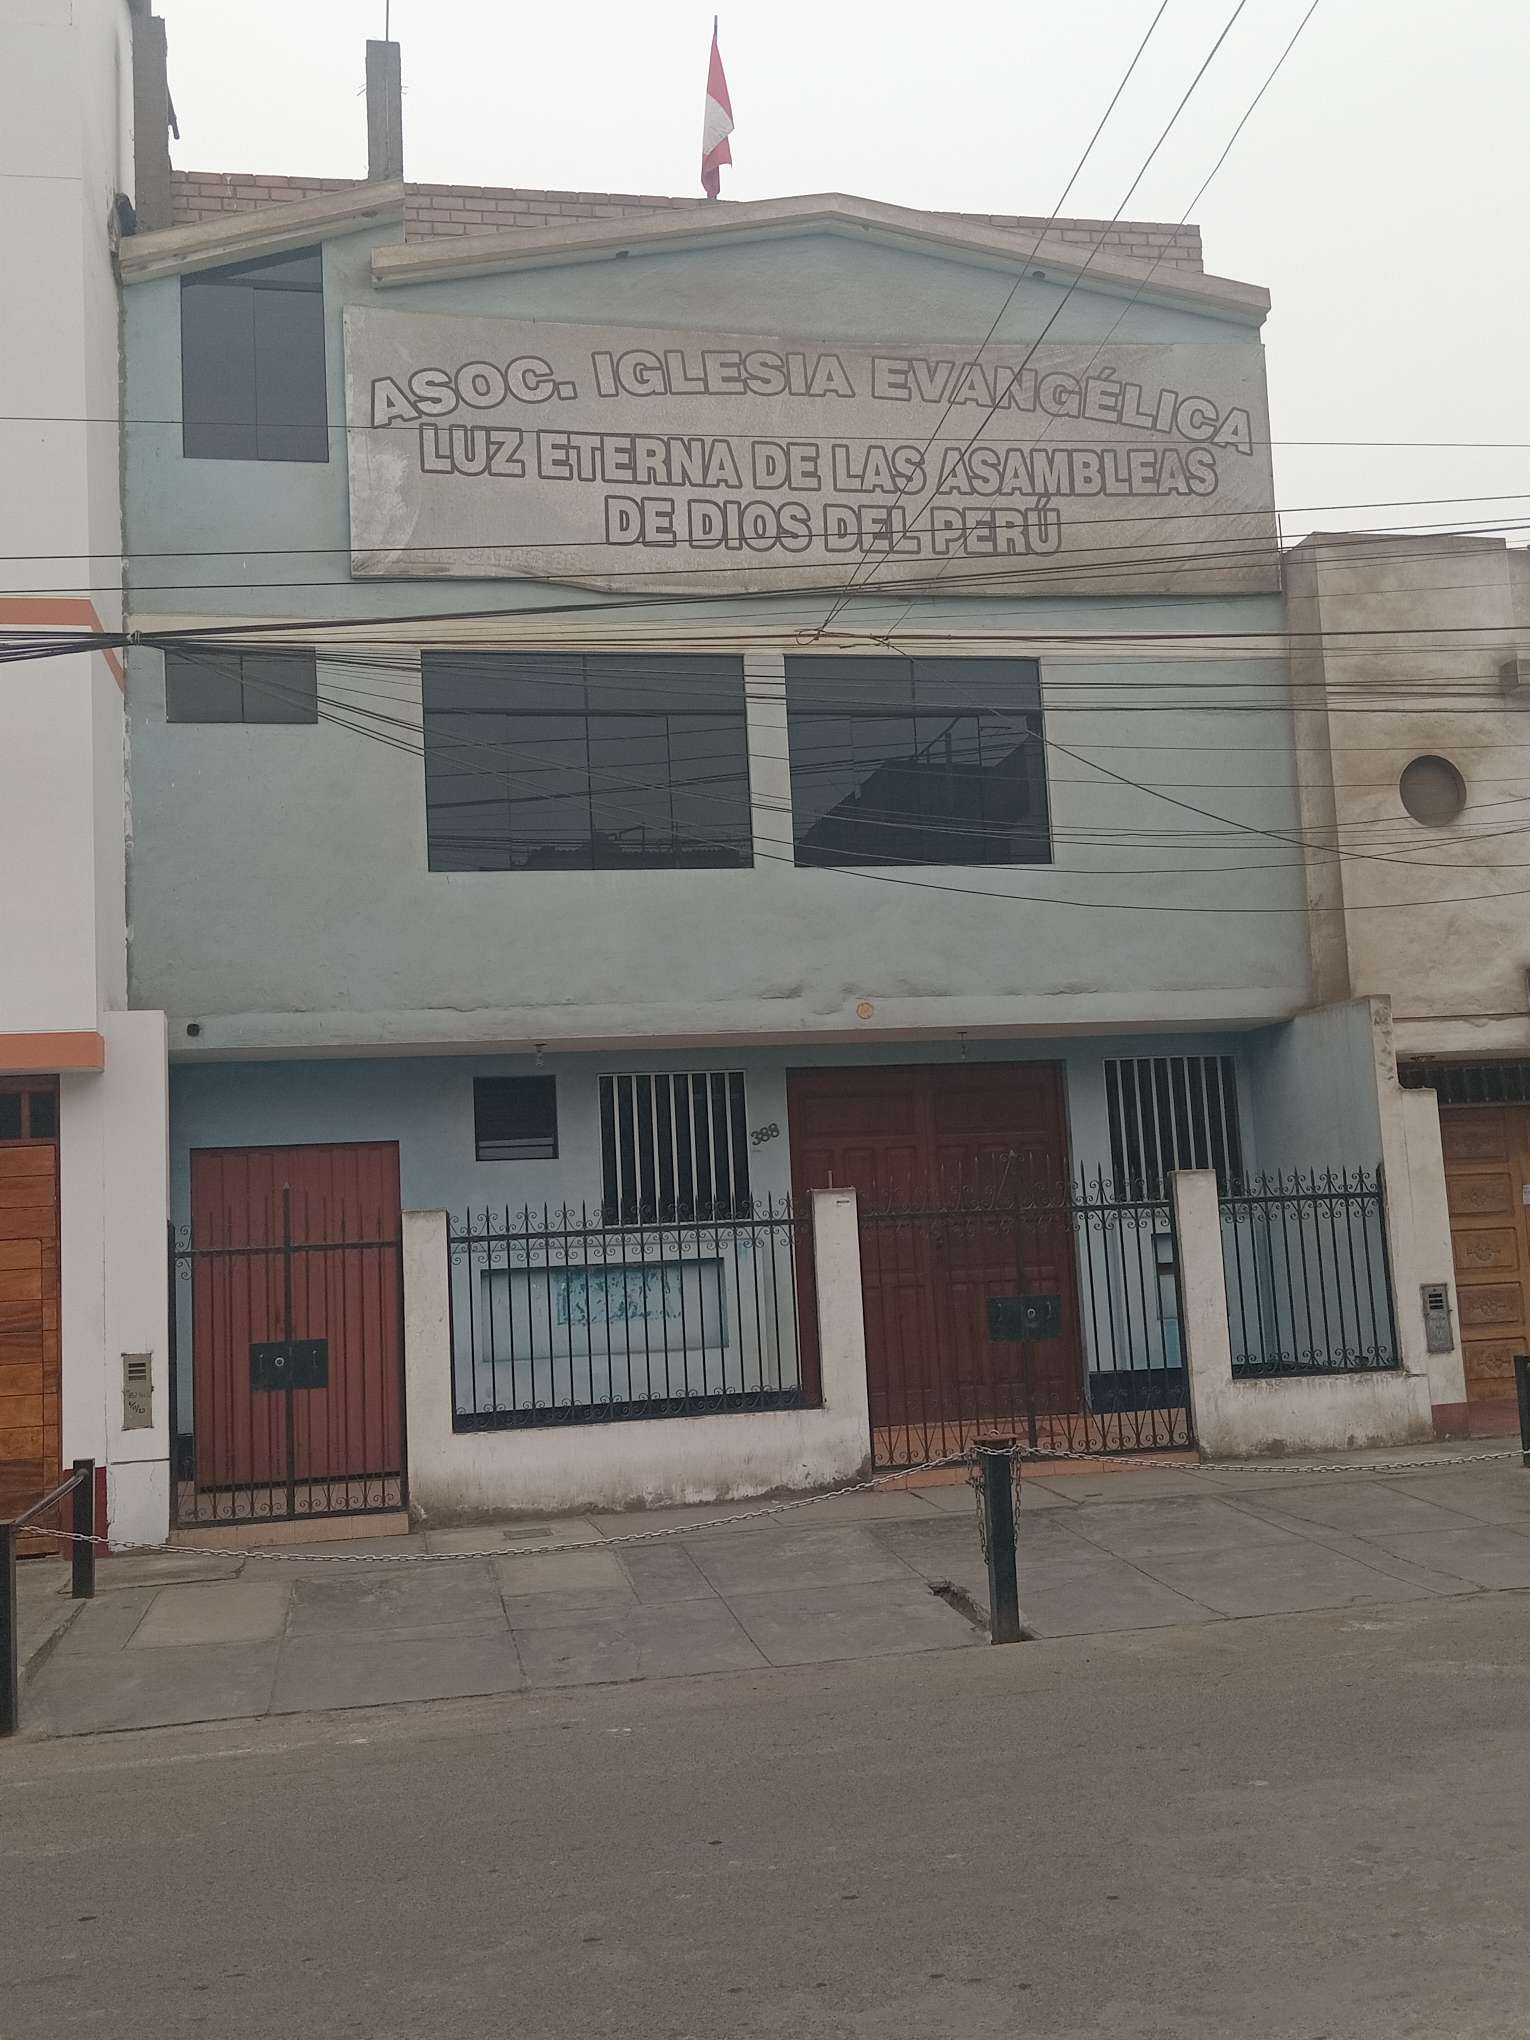 ASOC. IGLESIA EVANGÉLICA
LUZ ETERNA DE LAS ASAMBLEAS
DE DIOS DEL PERÚ
388